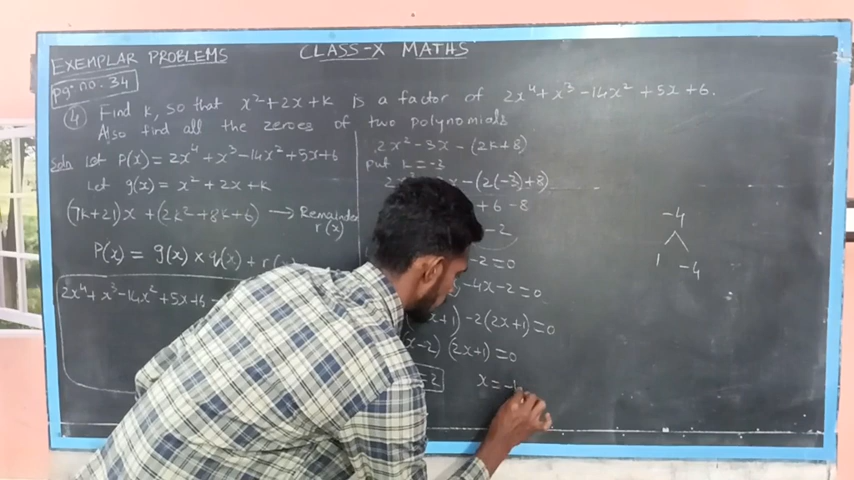 EXEMPLAR PROBLEMS
CLASS-X MATHS
pg. no. 34
④ Find k, so that x² + 2x + k is a factor of 2x⁴ + x³ - 14x² + 5x + 6.
Also find all the zeroes of two polynomials
Soln Let P(x) = 2x⁴ + x³ - 14x² + 5x + 6
Let g(x) = x² + 2x + k
(7k+21)x + (2k² + 8k + 6) → Remainder
r(x)
P(x) = g(x) × q(x) + r(x)
2x⁴ + x³ - 14x² + 5x + 6
2x² - 3x - (2k + 8)
Put k = -3
- (2(-3) + 8)
+ 6 - 8
- 2
- 2 = 0
- 4x - 2 = 0
x + 1) - 2(2x + 1) = 0
(x - 2) (2x + 1) = 0
= 2
x = -1
-4
1 -4